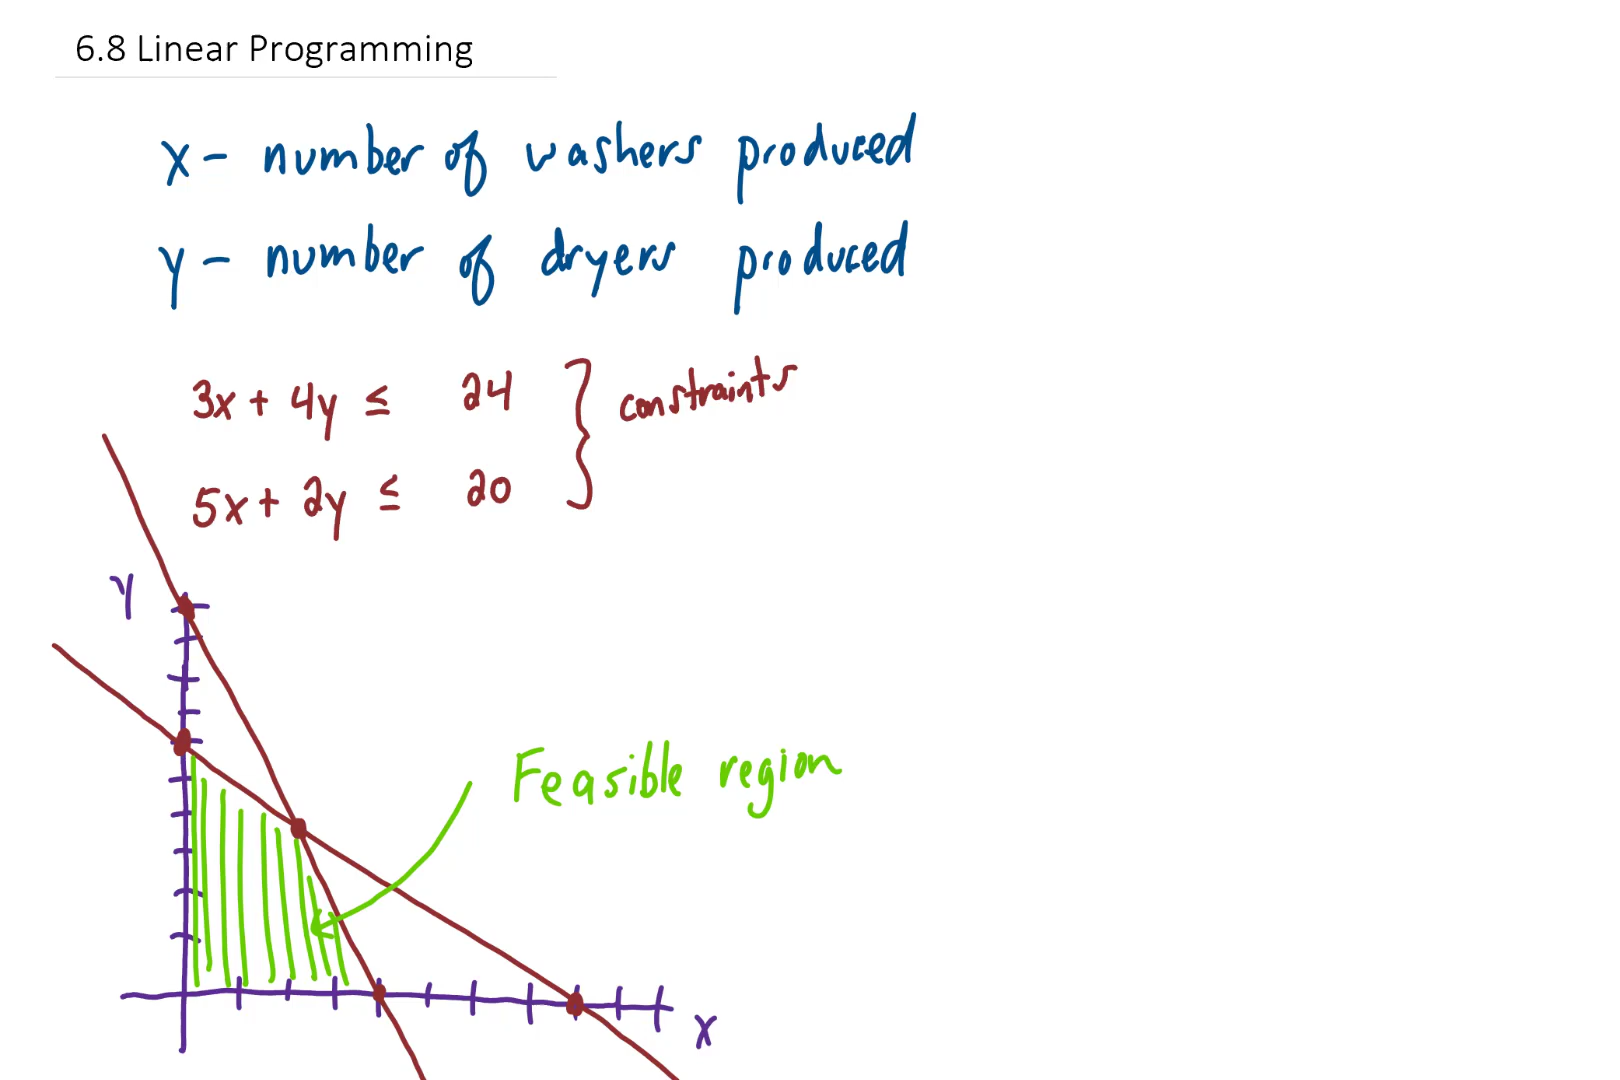 6.8 Linear Programming
x - number of washers produced
y - number of dryers produced
3x + 4y ≤ 24 } constraints
5x + 2y ≤ 20
Y
Feasible region
X